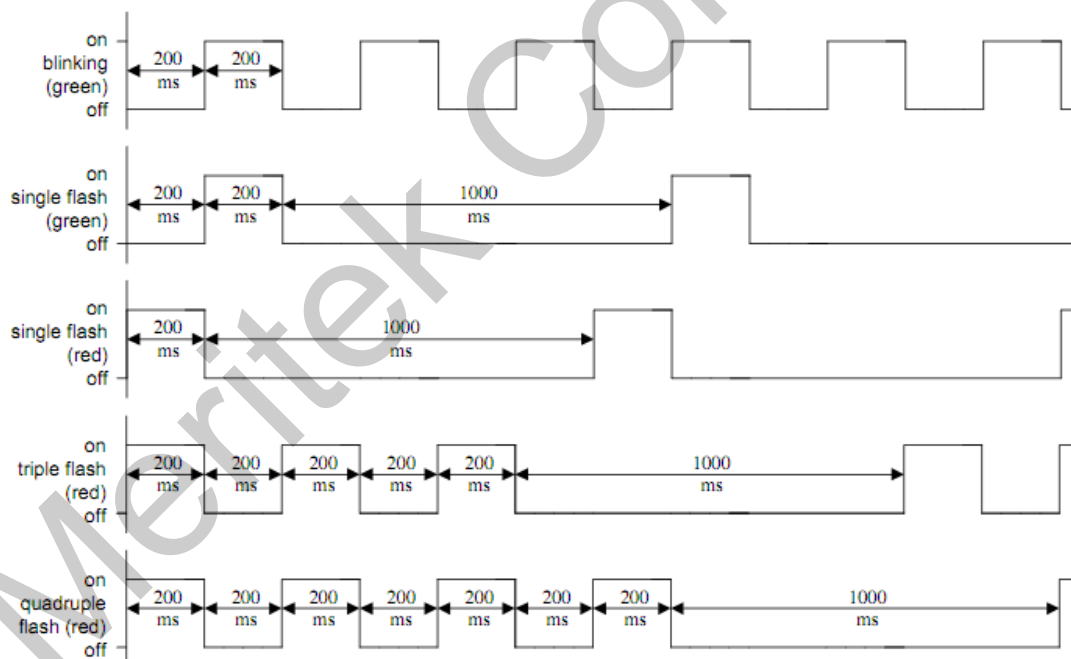 on
blinking
(green)
off
200
ms
200
ms
on
single flash
(green)
off
200
ms
200
ms
1000
ms
on
single flash
(red)
off
200
ms
1000
ms
on
triple flash
(red)
off
200
ms
200
ms
200
ms
200
ms
200
ms
1000
ms
on
quadruple
flash (red)
off
200
ms
200
ms
200
ms
200
ms
200
ms
200
ms
200
ms
1000
ms
Meritek Co